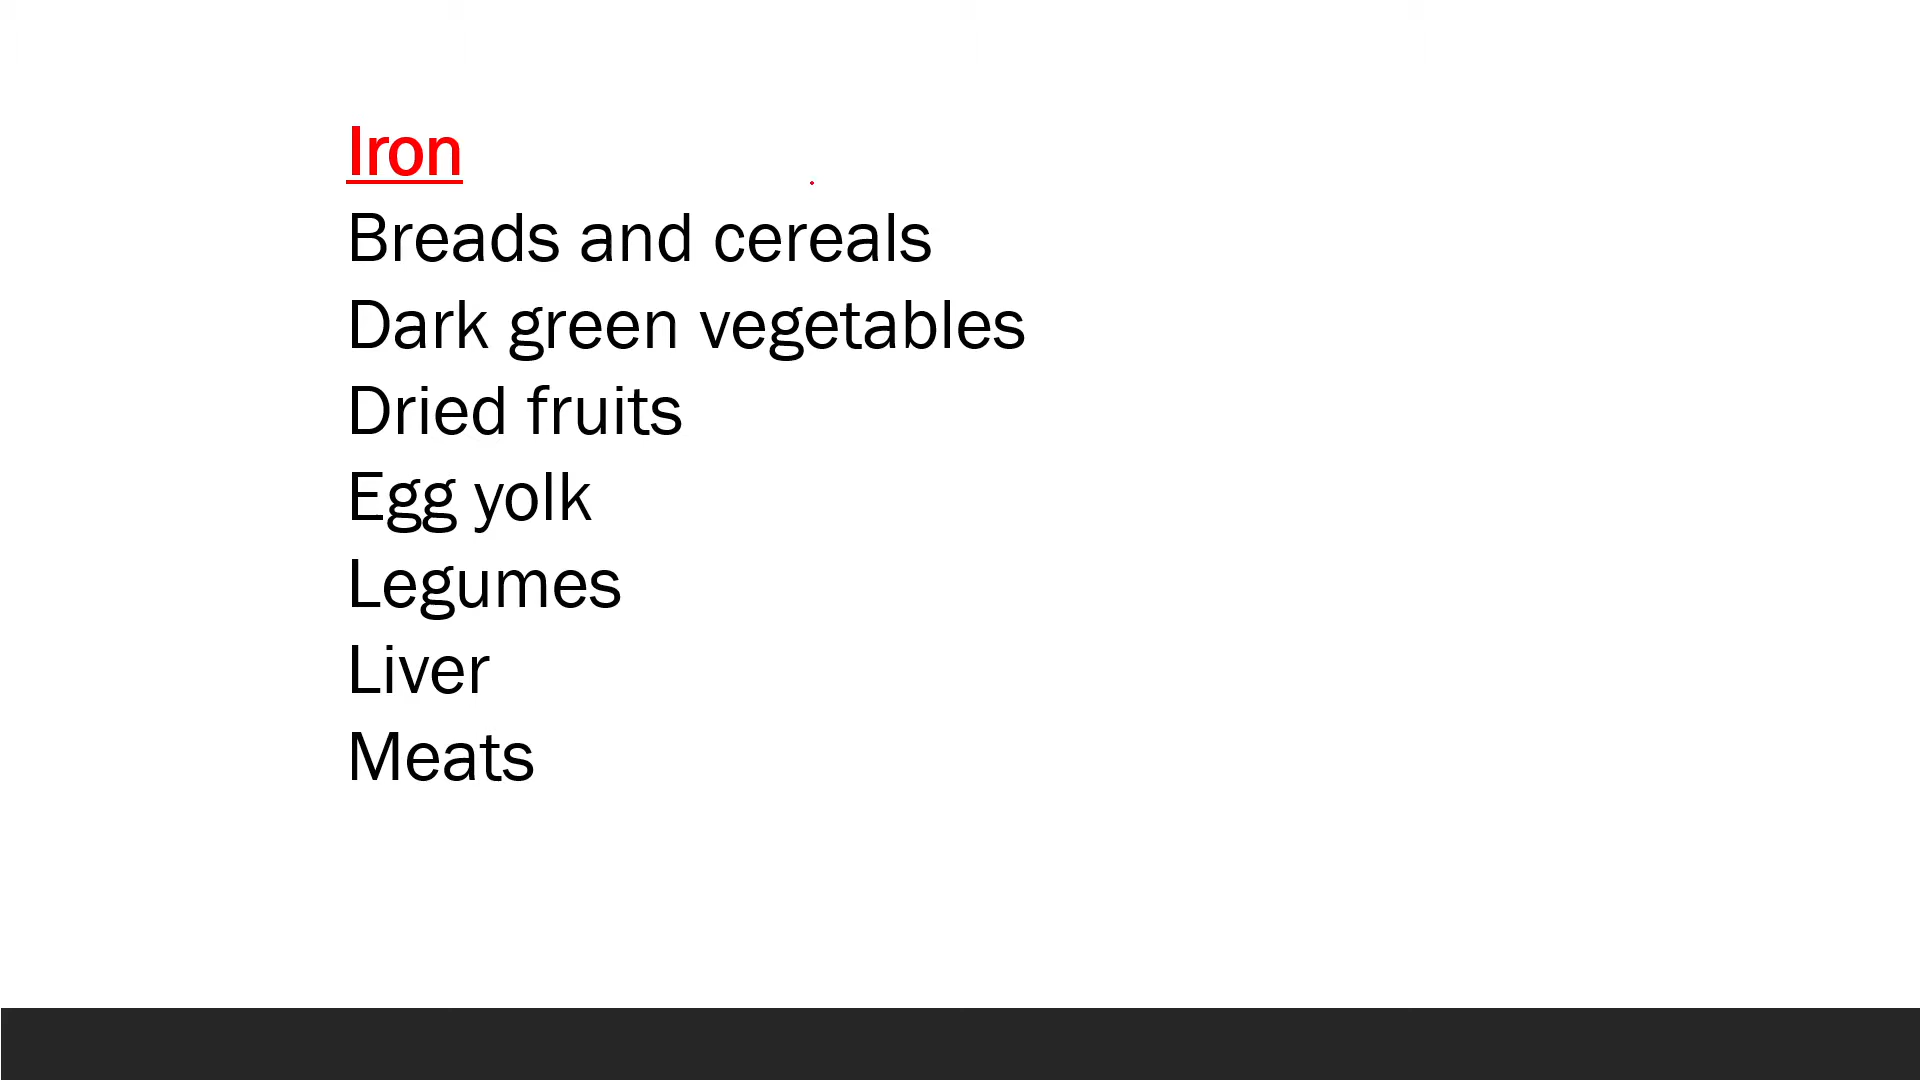 Iron
Breads and cereals
Dark green vegetables
Dried fruits
Egg yolk
Legumes
Liver
Meats